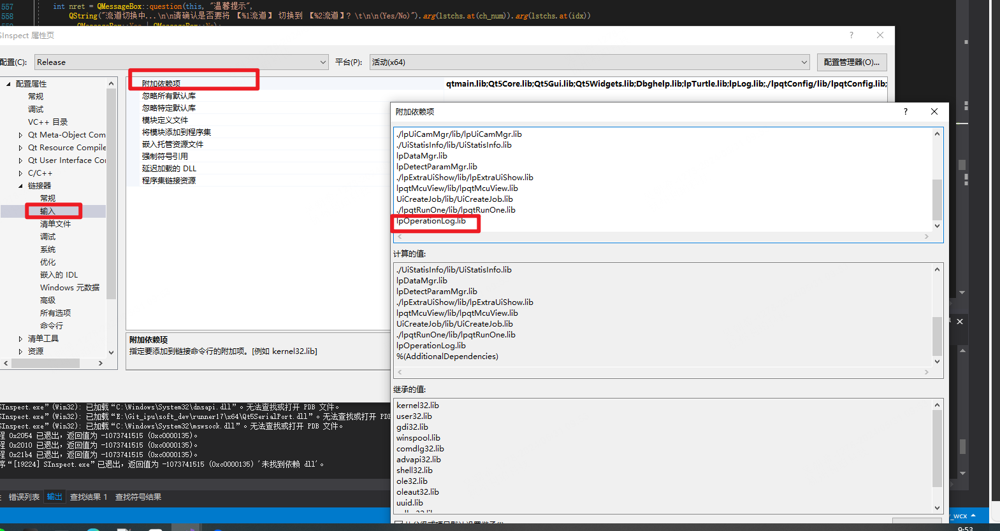 557 int nret = QMessageBox::question(this, "温馨提示",
558 QString("流道切换中...\n\n请确认是否要将 【%1流道】 切换到 【%2流道】? \t\n\n(Yes/No)").arg(lstchs.at(ch_num)).arg(lstchs.at(idx))
SInspect 属性页
? ×
配置(C): Release
平台(P): 活动(x64)
配置管理器(O)...
配置属性
常规
调试
VC++ 目录
Qt Meta-Object Com
Qt Resource Compile
Qt User Interface Con
C/C++
链接器
常规
输入
清单文件
调试
系统
优化
嵌入的 IDL
Windows 元数据
高级
所有选项
命令行
清单工具
资源
附加依赖项 qtmain.lib;Qt5Core.lib;Qt5Gui.lib;Qt5Widgets.lib;Dbghelp.lib;lpTurtle.lib;lpLog.lib;./lpqtConfig/lib/lpqtConfig.lib;
忽略所有默认库
忽略特定默认库
模块定义文件
将模块添加到程序集
嵌入托管资源文件
强制符号引用
延迟加载的 DLL
程序集链接资源
附加依赖项
指定要添加到链接命令行的附加项。[例如 kernel32.lib]
附加依赖项
? ×
./lpUiCamMgr/lib/lpUiCamMgr.lib
./UiStatisInfo/lib/UiStatisInfo.lib
lpDataMgr.lib
lpDetectParamMgr.lib
./lpExtraUiShow/lib/lpExtraUiShow.lib
lpqtMcuView/lib/lpqtMcuView.lib
UiCreateJob/lib/UiCreateJob.lib
./lpqtRunOne/lib/lpqtRunOne.lib
lpOperationLog.lib
计算的值:
./UiStatisInfo/lib/UiStatisInfo.lib
lpDataMgr.lib
lpDetectParamMgr.lib
./lpExtraUiShow/lib/lpExtraUiShow.lib
lpqtMcuView/lib/lpqtMcuView.lib
UiCreateJob/lib/UiCreateJob.lib
./lpqtRunOne/lib/lpqtRunOne.lib
lpOperationLog.lib
%(AdditionalDependencies)
继承的值:
kernel32.lib
user32.lib
gdi32.lib
winspool.lib
comdlg32.lib
advapi32.lib
shell32.lib
ole32.lib
oleaut32.lib
uuid.lib
SInspect.exe”(Win32): 已加载“C:\Windows\System32\dnsapi.dll”。无法查找或打开 PDB 文件。
SInspect.exe”(Win32): 已加载“E:\Git_ipu\soft_dev\runner17\x64\Qt5SerialPort.dll”。无法查找或打开 PDB
SInspect.exe”(Win32): 已加载“C:\Windows\System32\mswsock.dll”。无法查找或打开 PDB 文件。
程 0x2054 已退出，返回值为 -1073741515 (0xc0000135)。
程 0x2010 已退出，返回值为 -1073741515 (0xc0000135)。
程 0x21b4 已退出，返回值为 -1073741515 (0xc0000135)。
序“[19224] SInspect.exe”已退出，返回值为 -1073741515 (0xc0000135) '未找到依赖 dll'。
错误列表 输出 查找结果 1 查找符号结果
_wcx
9:53